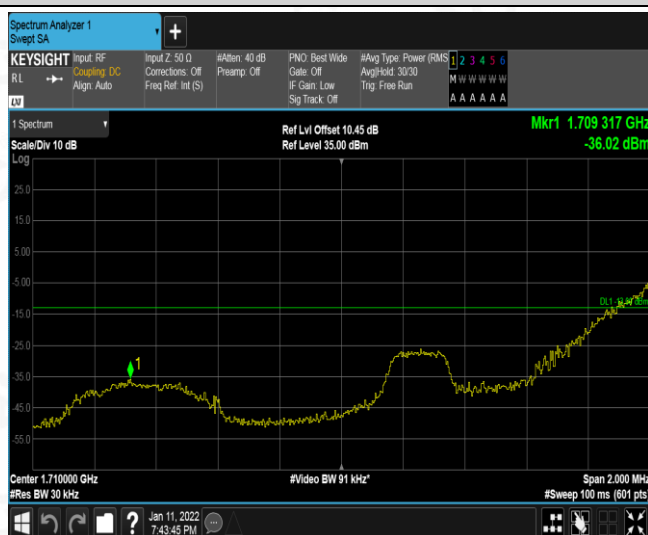 Spectrum Analyzer 1
Swept SA
+
KEYSIGHT
RL
Input: RF
Coupling: DC
Align: Auto
Input Z: 50 Ω
Corrections: Off
Freq Ref: Int (S)
#Atten: 40 dB
Preamp: Off
PNO: Best Wide
Gate: Off
IF Gain: Low
Sig Track: Off
#Avg Type: Power (RMS
Avg|Hold: 30/30
Trig: Free Run
1 2 3 4 5 6
M W W W W W
A A A A A A
1 Spectrum
Scale/Div 10 dB
Log
Ref Lvl Offset 10.45 dB
Ref Level 35.00 dBm
Mkr1 1.709 317 GHz
-36.02 dBm
25.0
15.0
5.00
-5.00
-15.0
-25.0
-35.0
-45.0
-55.0
DL1 dBm
1
Center 1.710000 GHz
#Res BW 30 kHz
#Video BW 91 kHz*
Span 2.000 MHz
#Sweep 100 ms (601 pts)
?
Jan 11, 2022
7:43:45 PM